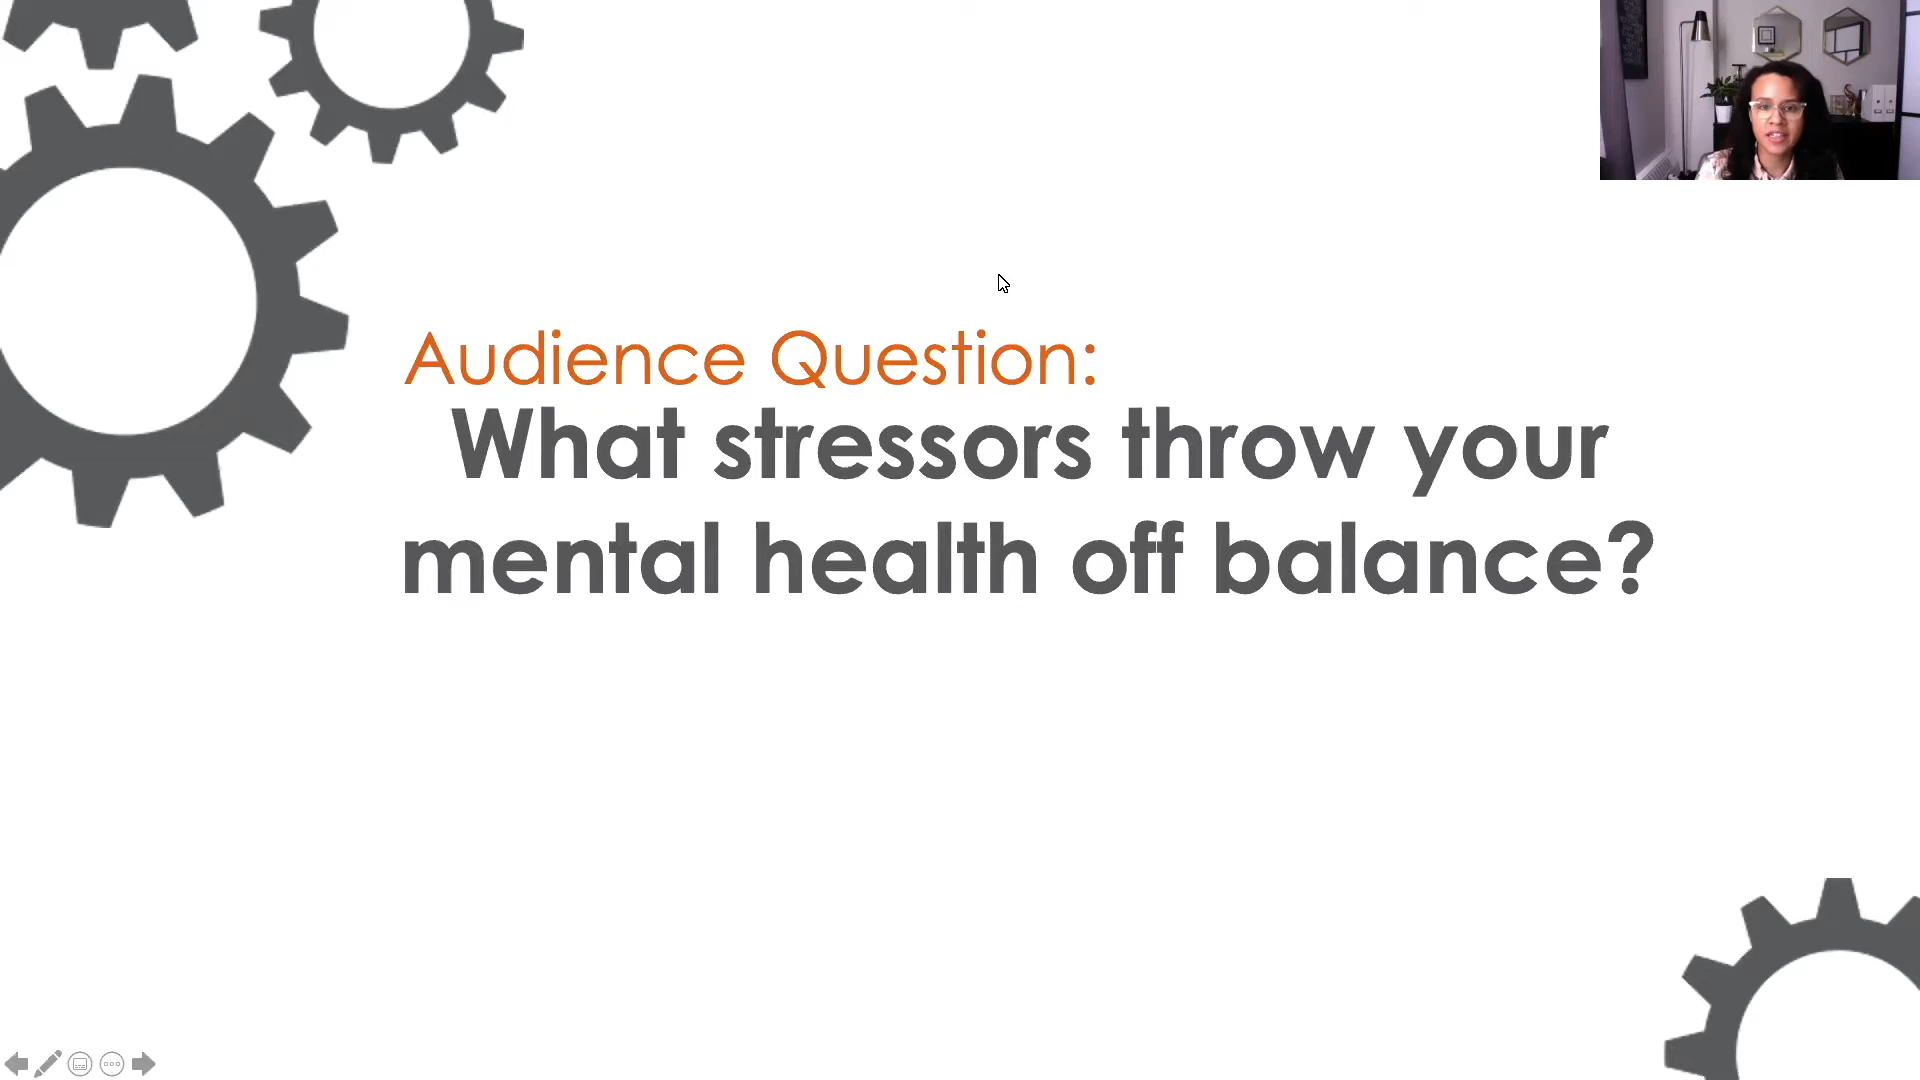 Audience Question:
What stressors throw your
mental health off balance?